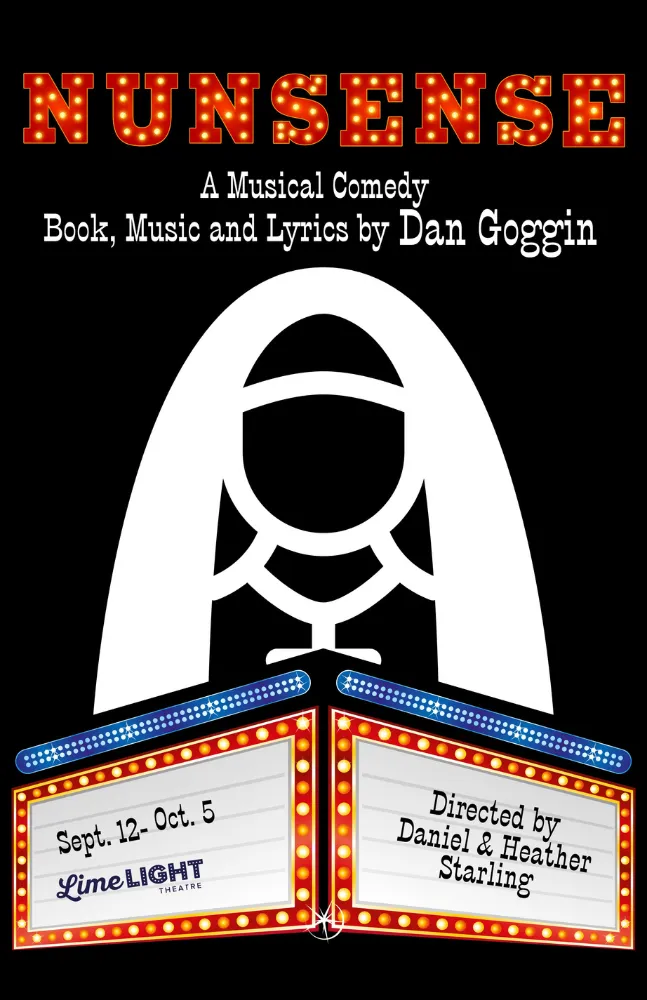 NUNSENSE
A Musical Comedy
Book, Music and Lyrics by Dan Goggin
Sept. 12- Oct. 5
LimeLIGHT
THEATRE
Directed by
Daniel & Heather
Starling